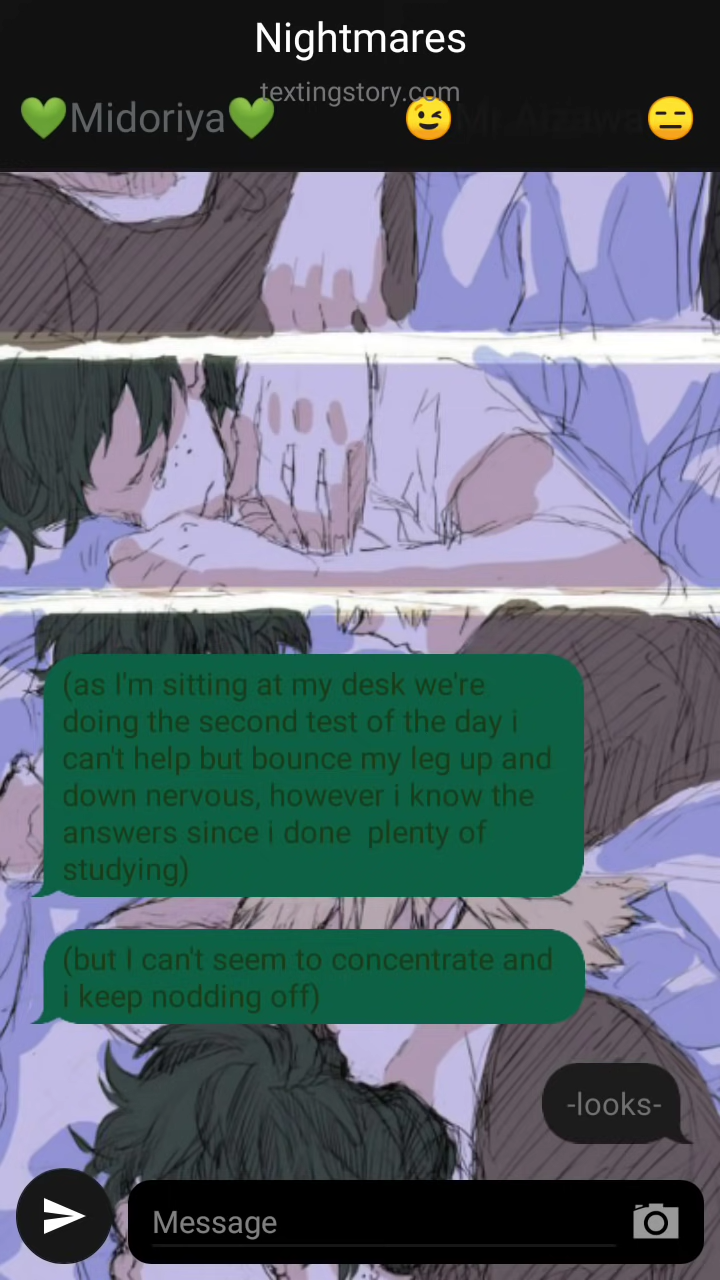 Nightmares
textingstory.com
💚Midoriya💚 😉Mr.Aizawa😑
(as I'm sitting at my desk we're
doing the second test of the day i
can't help but bounce my leg up and
down nervous, however i know the
answers since i done plenty of
studying)
(but I can't seem to concentrate and
i keep nodding off)
-looks-
Message